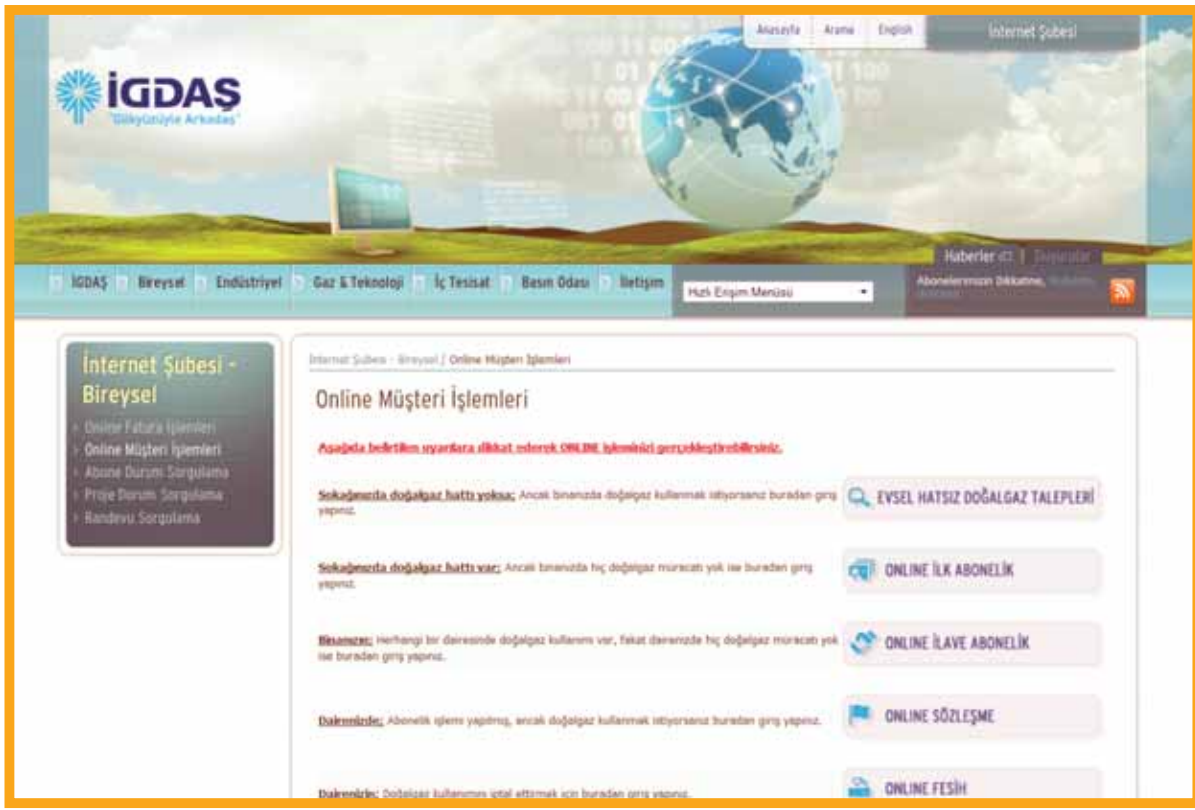 Anasayfa Arama English İnternet Şubesi
İGDAŞ
"Gökyüzüyle Arkadaş"
Haberler | Duyurular
İGDAŞ Bireysel Endüstriyel Gaz & Teknoloji İç Tesisat Basın Odası İletişim Hızlı Erişim Menüsü
Abonelerimizin Dikkatine,
İnternet Şubesi -
Bireysel
Online Fatura İşlemleri
Online Müşteri İşlemleri
Abone Durum Sorgulama
Proje Durum Sorgulama
Randevu Sorgulama
İnternet Şubesi - Bireysel / Online Müşteri İşlemleri
Online Müşteri İşlemleri
Aşağıda belirtilen uyarılara dikkat ederek ONLINE işleminizi gerçekleştirebilirsiniz.
Sokağınızda doğalgaz hattı yoksa; Ancak binanızda doğalgaz kullanmak istiyorsanız buradan giriş
yapınız.
EVSEL HATSIZ DOĞALGAZ TALEPLERİ
Sokağınızda doğalgaz hattı var; Ancak binanızda hiç doğalgaz müracatı yok ise buradan giriş
yapınız.
ONLINE İLK ABONELİK
Binanızın; Herhangi bir dairesinde doğalgaz kullanımı var, fakat dairenizde hiç doğalgaz müracatı yok
ise buradan giriş yapınız.
ONLINE İLAVE ABONELİK
Dairenizde; Abonelik işlemi yapılmış, ancak doğalgaz kullanmak istiyorsanız buradan giriş yapınız.
ONLINE SÖZLEŞME
Dairenizin; Doğalgaz kullanımını iptal ettirmek için buradan giriş yapınız.
ONLINE FESİH